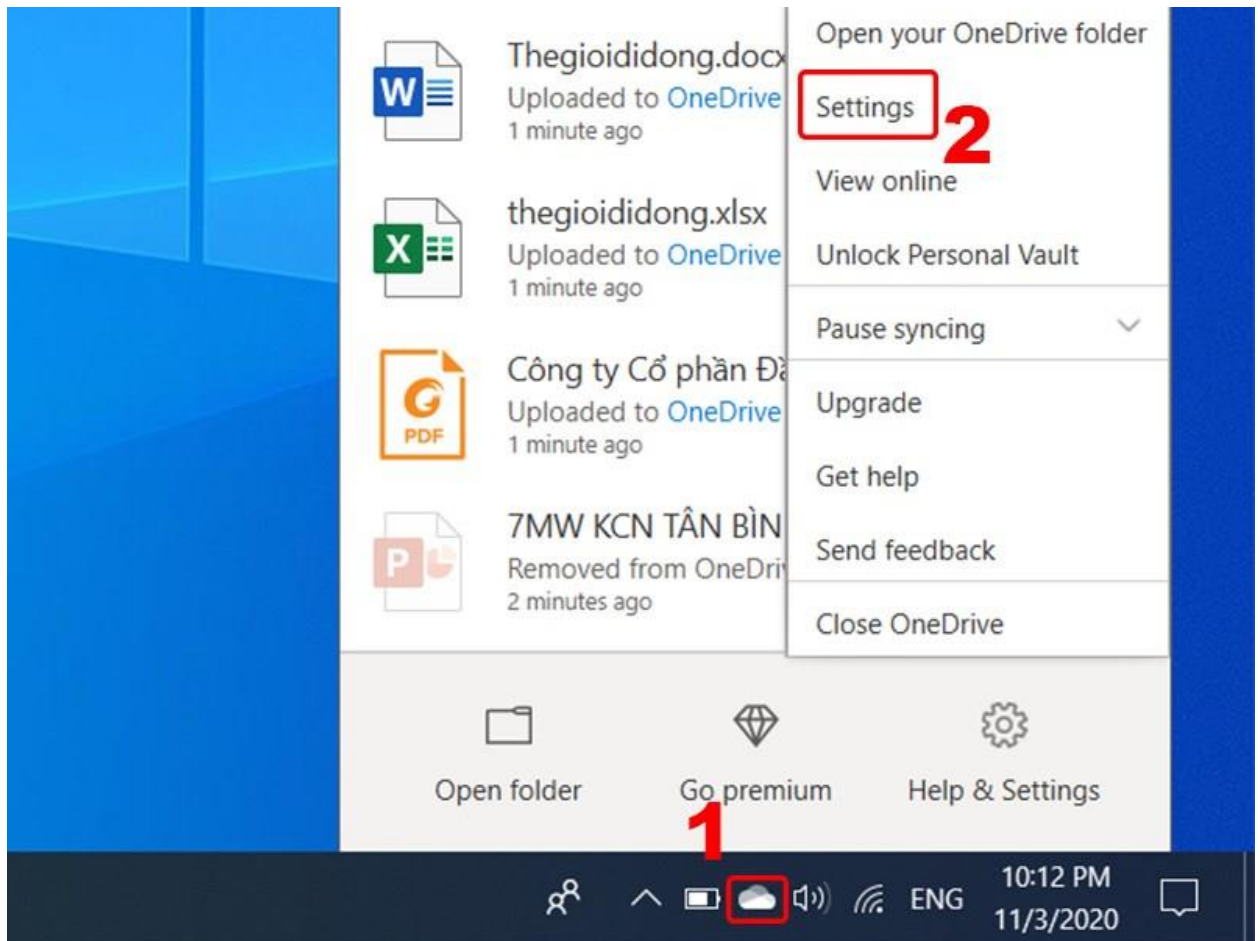 Thegioididong.docx
Uploaded to OneDrive
1 minute ago
W
thegioididong.xlsx
Uploaded to OneDrive
1 minute ago
X
Công ty Cổ phần
Uploaded to OneDrive
1 minute ago
PDF
7MW KCN TÂN
Removed from
2 minutes ago
P
Open your OneDrive folder
Settings
2
View online
Unlock Personal Vault
Pause syncing
Upgrade
Get help
Send feedback
Close OneDrive
Open folder
Go premium
Help & Settings
1
ENG
10:12 PM
11/3/2020